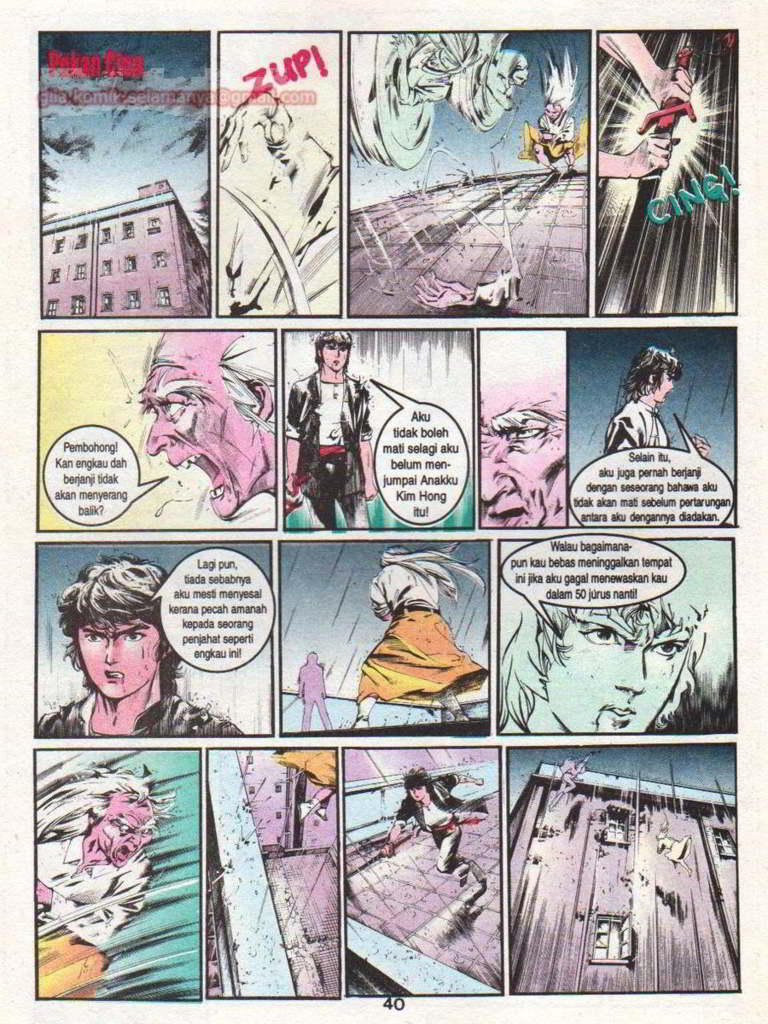 Pekan Cina
gila-komik-selamanya@gmail.com
ZUP!
CING!
Pembohong!
Kan engkau dah
berjanji tidak
akan menyerang
balik?
Aku
tidak boleh
mati selagi aku
belum men-
jumpai Anakku
Kim Hong
itu!
Selain itu,
aku juga pernah berjanji
dengan seseorang bahawa aku
tidak akan mati sebelum pertarungan
antara aku dengannya diadakan.
Lagi pun,
tiada sebabnya
aku mesti menyesal
kerana pecah amanah
kepada seorang
penjahat seperti
engkau ini!
Walau bagaimana-
pun kau bebas meninggalkan tempat
ini jika aku gagal menewaskan kau
dalam 50 jurus nanti!
40